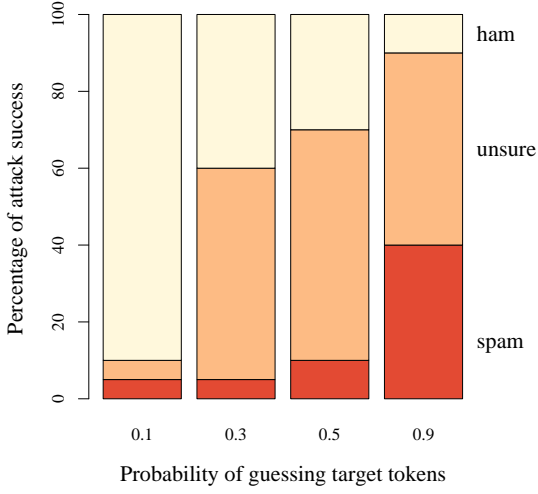 Percentage of attack success
100
80
60
40
20
0
ham
unsure
spam
0.1 0.3 0.5 0.9
Probability of guessing target tokens